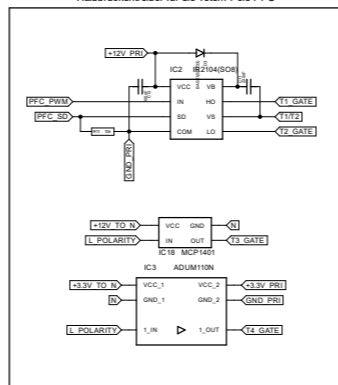 +12V_PRI
IC2 IR2104(SO8)
VCC VB
PFC_PWM IN HO T1_GATE
PFC_SD SD VS T1/T2
COM LO T2_GATE
GND_PRI
+12V_TO_N VCC GND N
L_POLARITY IN OUT T3_GATE
IC18 MCP1401
IC3 ADUM110N
+3.3V_TO_N VCC_1 VCC_2 +3.3V_PRI
N GND_1 GND_2 GND_PRI
L_POLARITY 1_IN 1_OUT T4_GATE